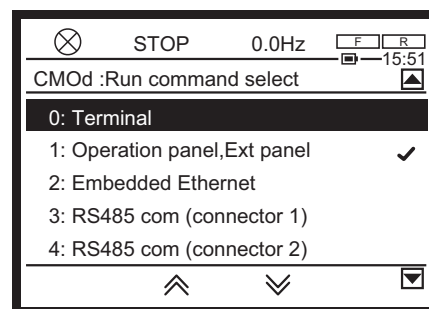 STOP 0.0Hz F R
15:51
CMOd :Run command select
0: Terminal
1: Operation panel,Ext panel
2: Embedded Ethernet
3: RS485 com (connector 1)
4: RS485 com (connector 2)